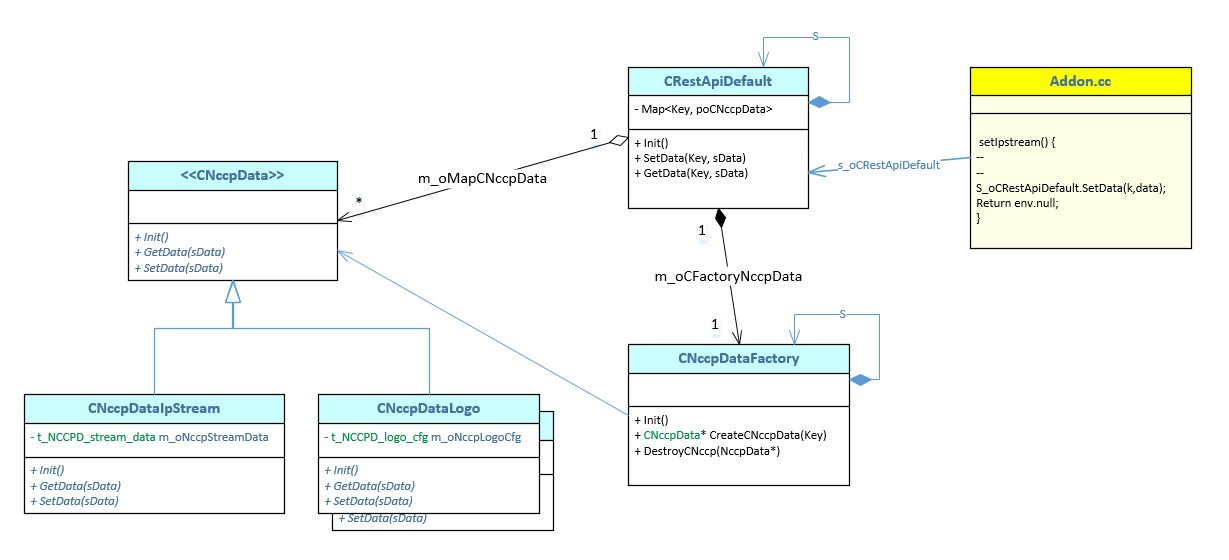 S
CRestApiDefault
- Map<Key, poCNccpData>
+ Init()
+ SetData(Key, sData)
+ GetData(Key, sData)
Addon.cc
setIpstream() {
--
--
S_oCRestApiDefault.SetData(k,data);
Return env.null;
}
s_oCRestApiDefault
1
m_oMapCNccpData
*
<<CNccpData>>
+ Init()
+ GetData(sData)
+ SetData(sData)
1
m_oCFactoryNccpData
1
S
CNccpDataFactory
+ Init()
+ CNccpData* CreateCNccpData(Key)
+ DestroyCNccp(NccpData*)
CNccpDataIpStream
- t_NCCPD_stream_data m_oNccpStreamData
+ Init()
+ GetData(sData)
+ SetData(sData)
CNccpDataLogo
- t_NCCPD_logo_cfg m_oNccpLogoCfg
+ Init()
+ GetData(sData)
+ SetData(sData)
+ SetData(sData)